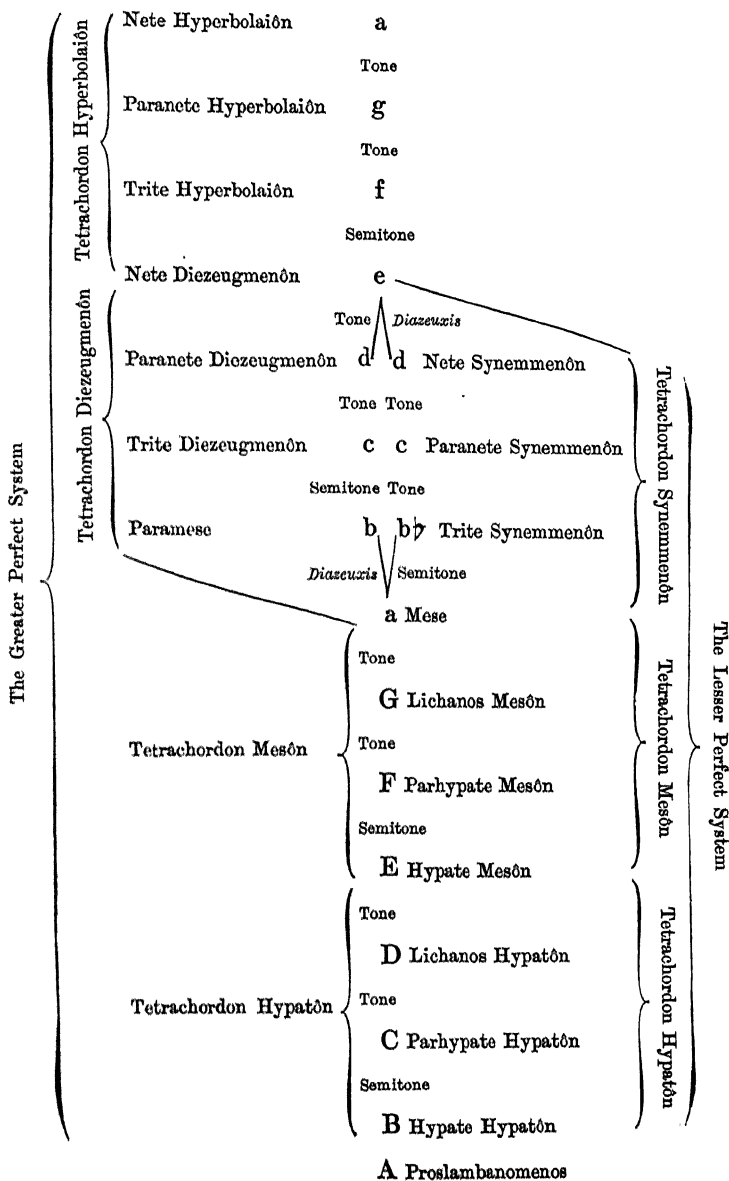 Nete Hyperbolaiôn a
Tone
Paranete Hyperbolaiôn g
Tone
Trite Hyperbolaiôn f
Semitone
Nete Diezeugmenôn e
Tone Diazeuxis
Paranete Diezeugmenôn d d Nete Synemmenôn
Tone Tone
Trite Diezeugmenôn c c Paranete Synemmenôn
Semitone Tone
Paramese b b♭ Trite Synemmenôn
Diazeuxis Semitone
a Mese
Tone
G Lichanos Mesôn
Tone
F Parhypate Mesôn
Semitone
E Hypate Mesôn
Tone
D Lichanos Hypatôn
Tone
C Parhypate Hypatôn
Semitone
B Hypate Hypatôn
A Proslambanomenos
The Greater Perfect System
Tetrachordon Hyperbolaiôn
Tetrachordon Diezeugmenôn
Tetrachordon Mesôn
Tetrachordon Hypatôn
Tetrachordon Synemmenôn
Tetrachordon Mesôn
Tetrachordon Hypatôn
The Lesser Perfect System